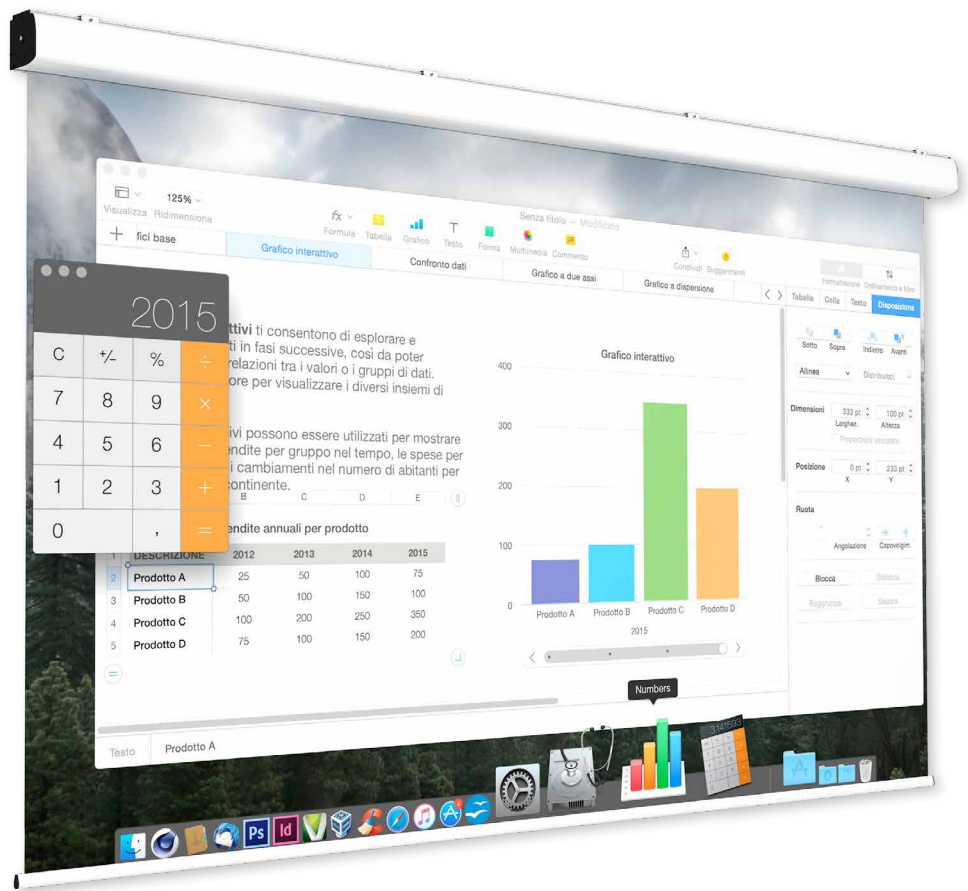 Senza titolo — Modificato
125%
Visualizza Ridimensiona
Formula Tabella Grafico Testo Forma Multimedia Commento
Condividi Suggerimenti
Formattazione Ordinamento e filtro
fici base
Grafico interattivo
Confronto dati
Grafico a due assi
Grafico a dispersione
Tabella Cella Testo Disposizione
2015
C +/- % ÷
7 8 9 ×
4 5 6 −
1 2 3 +
0 , =
ttivi ti consentono di esplorare e
ti in fasi successive, così da poter
relazioni tra i valori o i gruppi di dati.
ore per visualizzare i diversi insiemi di
ivi possono essere utilizzati per mostrare
endite per gruppo nel tempo, le spese per
i cambiamenti nel numero di abitanti per
continente.
B C D E
endite annuali per prodotto
1 DESCRIZIONE 2012 2013 2014 2015
2 Prodotto A 25 50 100 75
3 Prodotto B 50 100 150 100
4 Prodotto C 100 200 250 350
5 Prodotto D 75 100 150 200
Grafico interattivo
400
300
200
100
0
Prodotto A Prodotto B Prodotto C Prodotto D
2015
Sotto Sopra Indietro Avanti
Allinea Distribuisci
Dimensioni 333 pt 100 pt
Larghez. Altezza
Proporzioni vincolate
Posizione 0 pt 233 pt
X Y
Ruota
Angolazione Capovolgim.
Blocca Sblocca
Raggruppa Separa
Testo Prodotto A
Numbers
3,141593
Ps Id